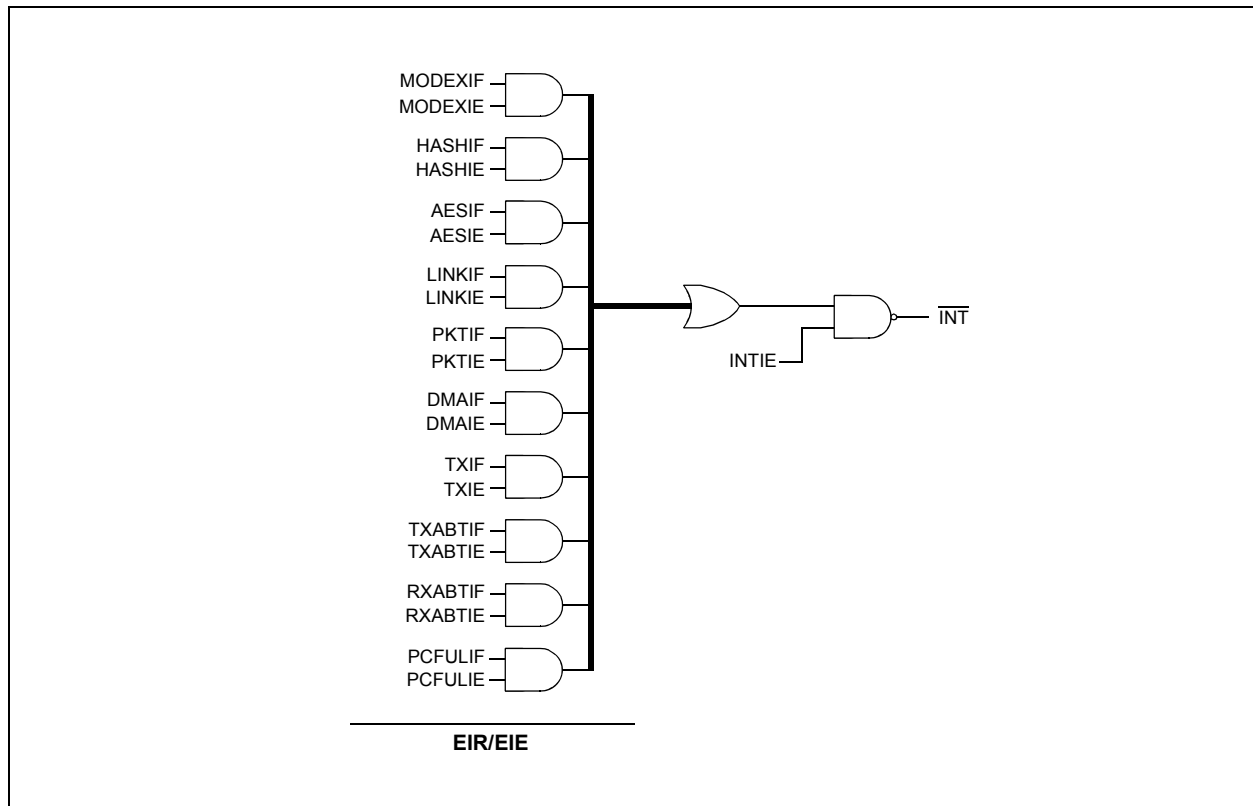 MODEXIF
MODEXIE
HASHIF
HASHIE
AESIF
AESIE
LINKIF
LINKIE
PKTIF
PKTIE
DMAIF
DMAIE
TXIF
TXIE
TXABTIF
TXABTIE
RXABTIF
RXABTIE
PCFULIF
PCFULIE
INTIE
INT
EIR/EIE